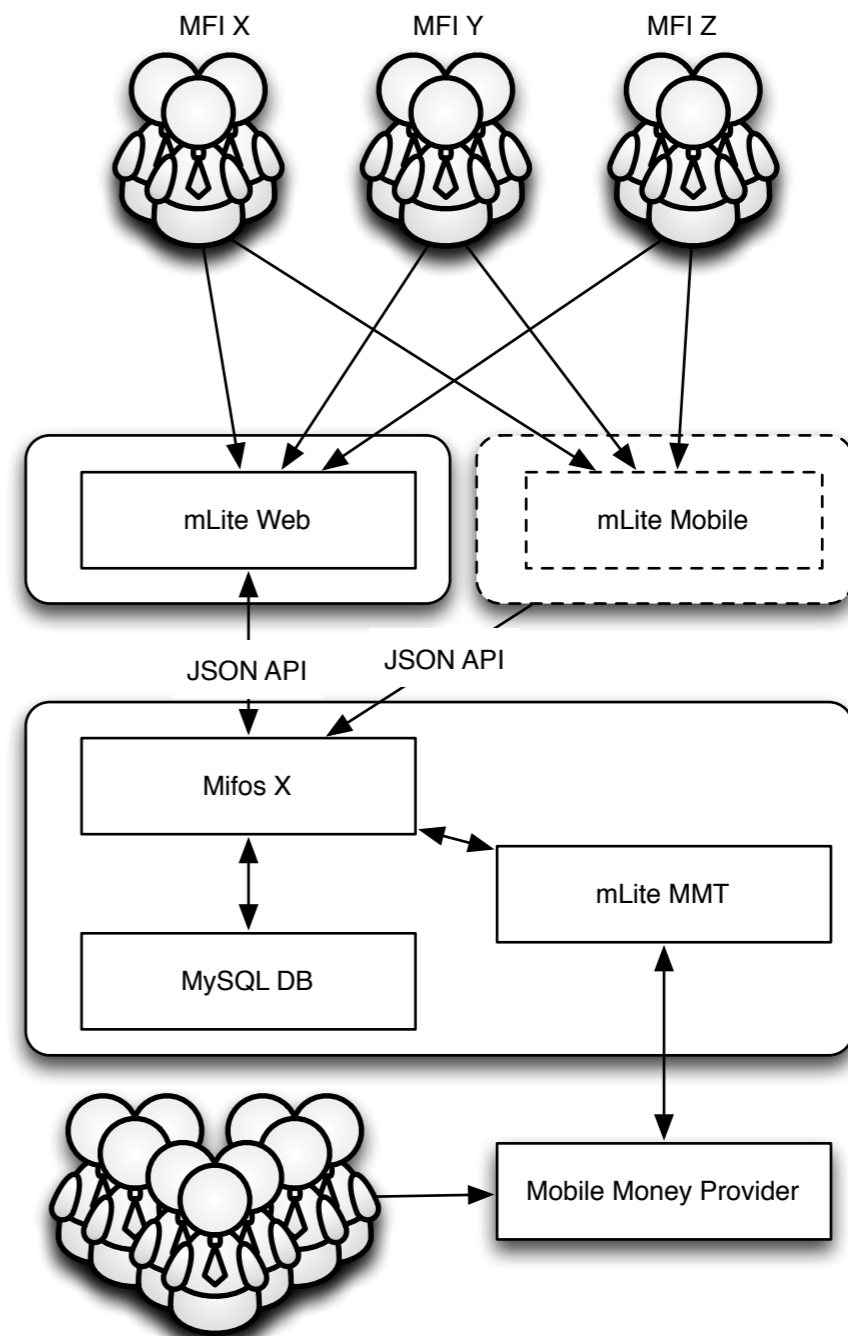 MFI X
MFI Y
MFI Z
mLite Web
mLite Mobile
JSON API
JSON API
Mifos X
mLite MMT
MySQL DB
Mobile Money Provider